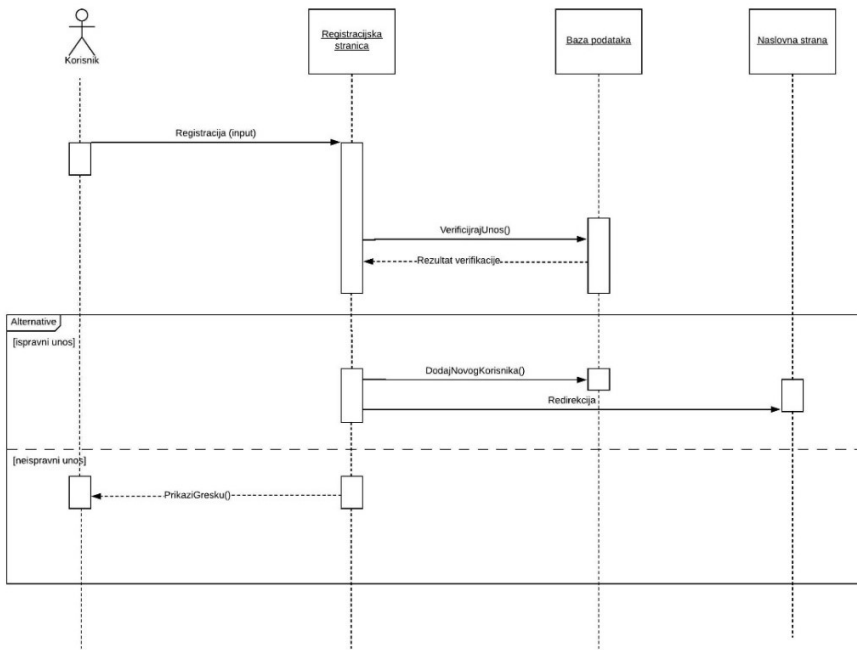 Korisnik
Registracijska
stranica
Baza podataka
Naslovna strana
Registracija (input)
VerificijrajUnos()
Rezultat verifikacije
Alternative
[ispravni unos]
DodajNovogKorisnika()
Redirekcija
[neispravni unos]
PrikaziGresku()